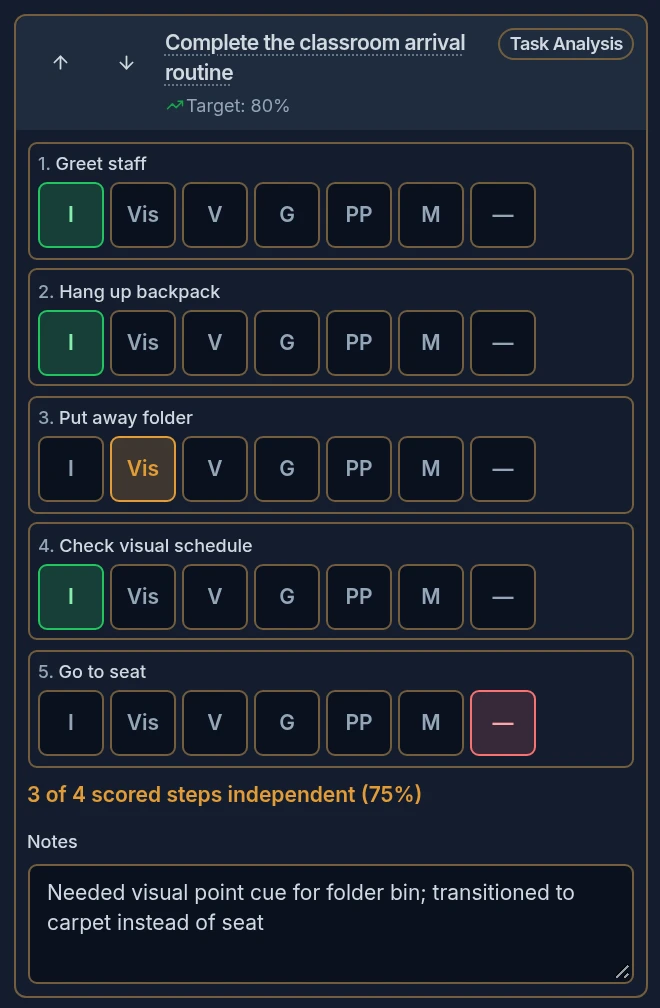 Complete the classroom arrival
routine
Task Analysis
Target: 80%
1. Greet staff
I Vis V G PP M —
2. Hang up backpack
I Vis V G PP M —
3. Put away folder
I Vis V G PP M —
4. Check visual schedule
I Vis V G PP M —
5. Go to seat
I Vis V G PP M —
3 of 4 scored steps independent (75%)
Notes
Needed visual point cue for folder bin; transitioned to
carpet instead of seat